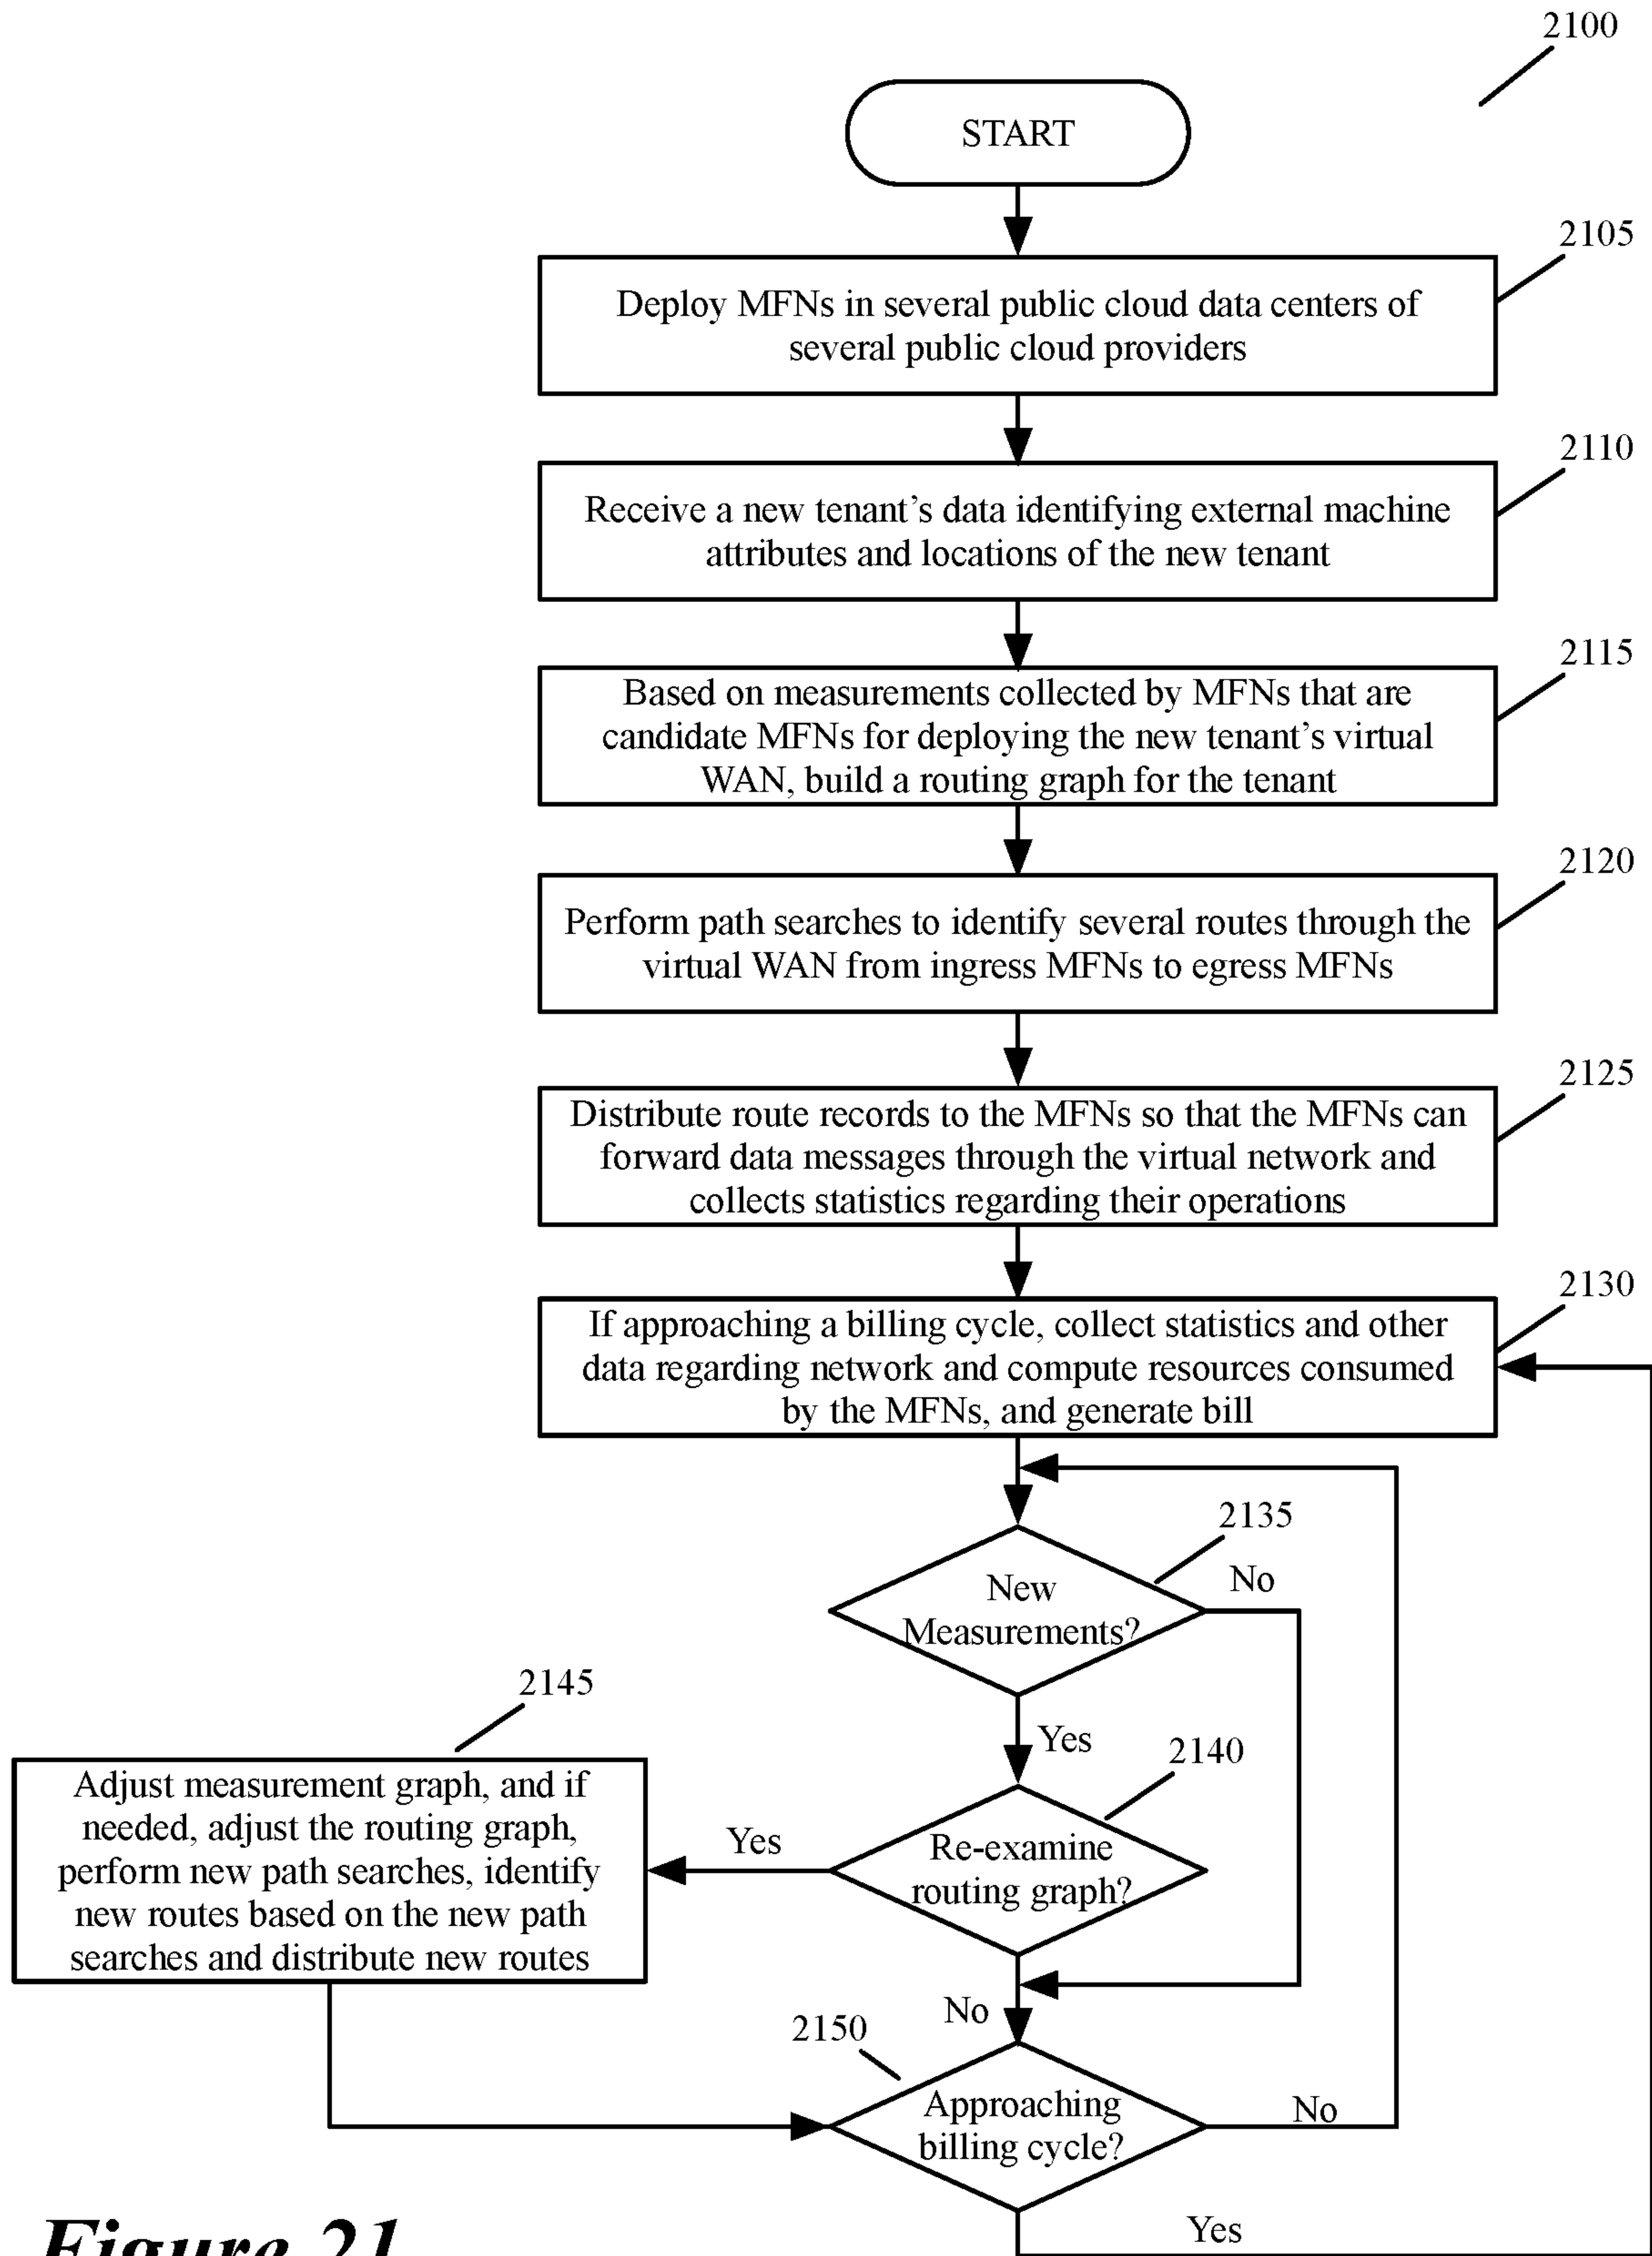 2100
START
2105
Deploy MFNs in several public cloud data centers of
several public cloud providers
2110
Receive a new tenant's data identifying external machine
attributes and locations of the new tenant
2115
Based on measurements collected by MFNs that are
candidate MFNs for deploying the new tenant's virtual
WAN, build a routing graph for the tenant
2120
Perform path searches to identify several routes through the
virtual WAN from ingress MFNs to egress MFNs
2125
Distribute route records to the MFNs so that the MFNs can
forward data messages through the virtual network and
collects statistics regarding their operations
2130
If approaching a billing cycle, collect statistics and other
data regarding network and compute resources consumed
by the MFNs, and generate bill
2135
New
Measurements?
No
Yes
2140
Re-examine
routing graph?
Yes
2145
Adjust measurement graph, and if
needed, adjust the routing graph,
perform new path searches, identify
new routes based on the new path
searches and distribute new routes
No
2150
Approaching
billing cycle?
No
Yes
Figure 21